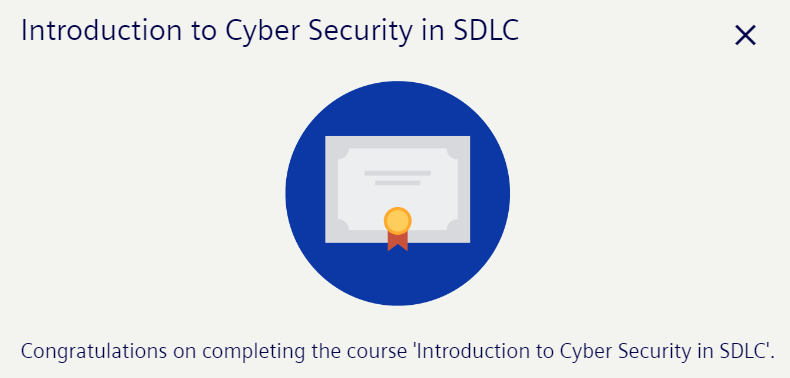 Introduction to Cyber Security in SDLC
Congratulations on completing the course 'Introduction to Cyber Security in SDLC'.